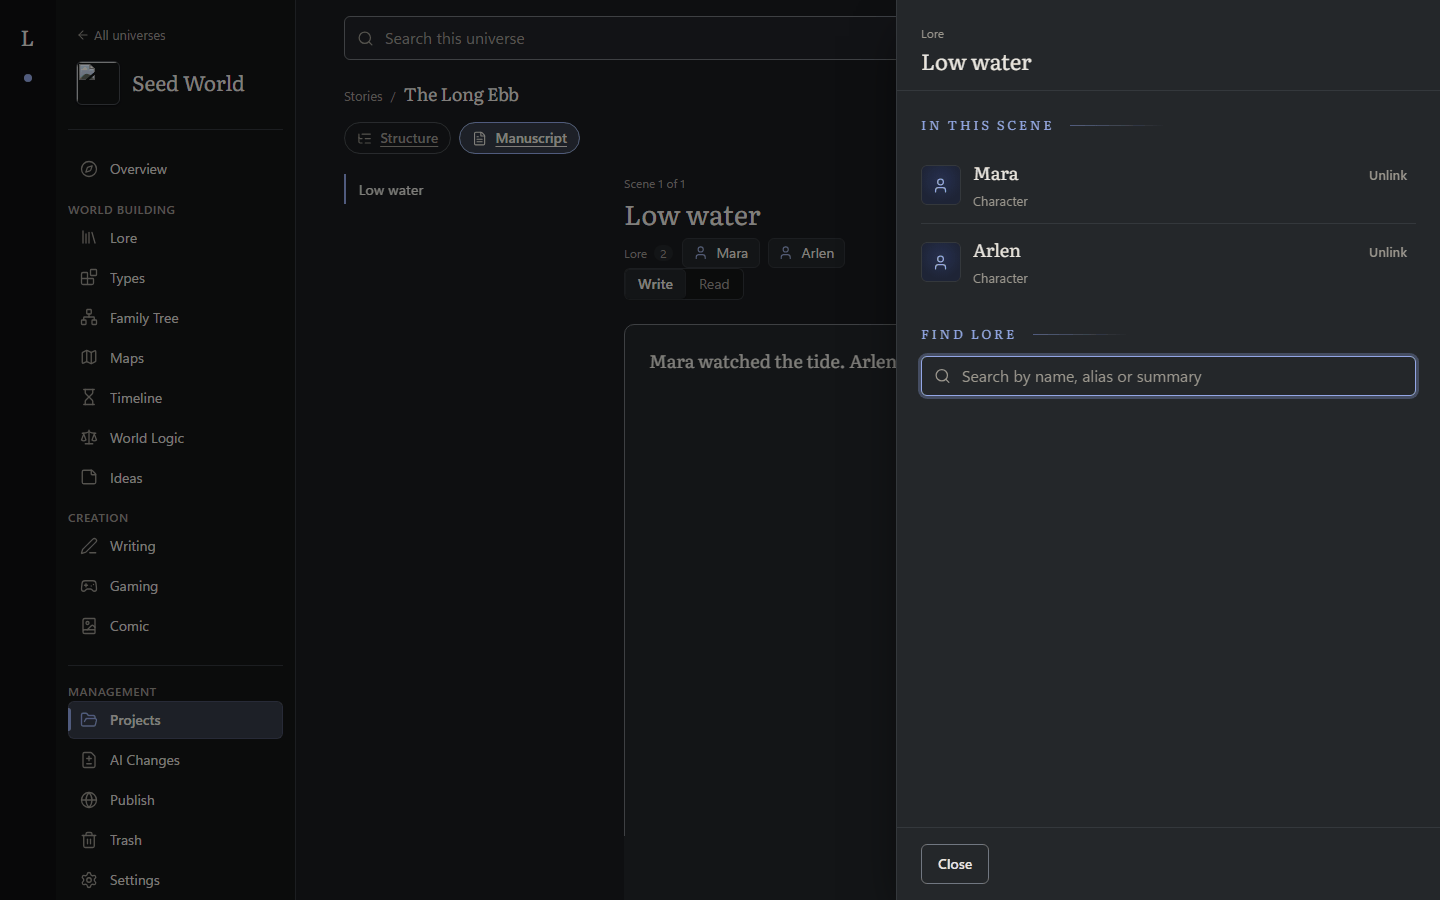 L
All universes
Seed World
Overview
WORLD BUILDING
Lore
Types
Family Tree
Maps
Timeline
World Logic
Ideas
CREATION
Writing
Gaming
Comic
MANAGEMENT
Projects
AI Changes
Publish
Trash
Settings
Search this universe
Stories / The Long Ebb
Structure
Manuscript
Low water
Scene 1 of 1
Low water
Lore 2 Mara Arlen
Write Read
Mara watched the tide. Arlen
Lore
Low water
IN THIS SCENE
Mara
Character
Unlink
Arlen
Character
Unlink
FIND LORE
Search by name, alias or summary
Close